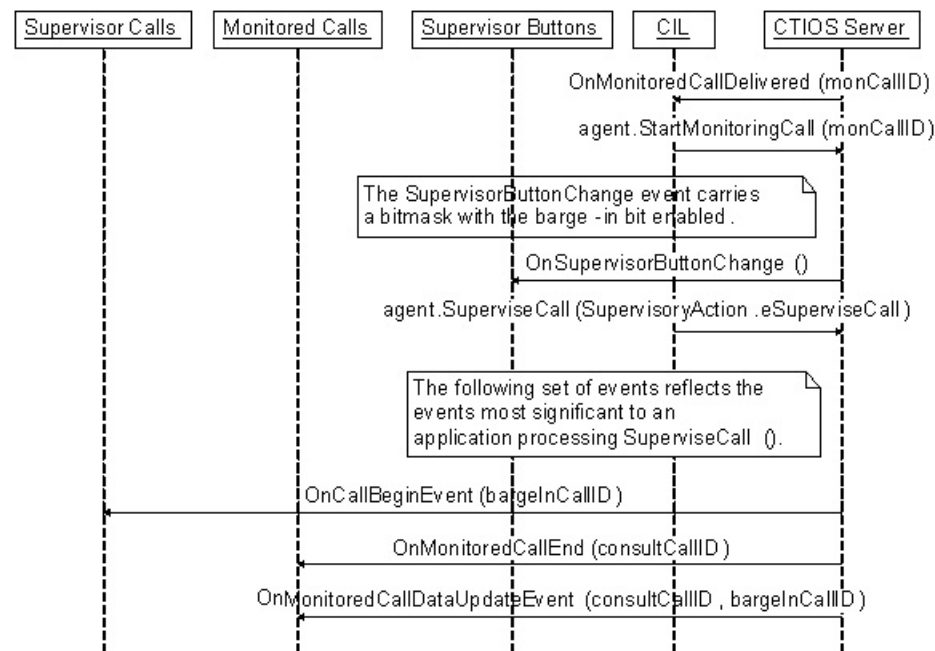 Supervisor Calls
Monitored Calls
Supervisor Buttons
CIL
CTIOS Server
OnMonitoredCallDelivered (monCallID)
agent.StartMonitoringCall (monCallID)
The SupervisorButtonChange event carries
a bitmask with the barge -in bit enabled .
OnSupervisorButtonChange ()
agent.SuperviseCall (SupervisoryAction .eSuperviseCall )
The following set of events reflects the
events most significant to an
application processing SuperviseCall ().
OnCallBeginEvent (bargeInCallID )
OnMonitoredCallEnd (consultCallID )
OnMonitoredCallDataUpdateEvent (consultCallID , bargeInCallID )